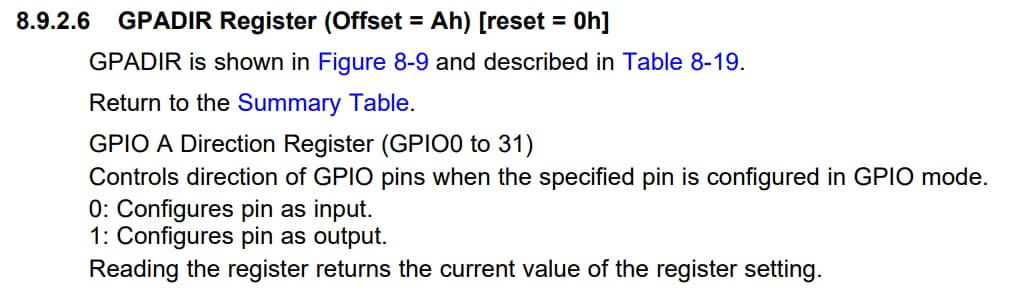 8.9.2.6 GPADIR Register (Offset = Ah) [reset = 0h]
GPADIR is shown in Figure 8-9 and described in Table 8-19.
Return to the Summary Table.
GPIO A Direction Register (GPIO0 to 31)
Controls direction of GPIO pins when the specified pin is configured in GPIO mode.
0: Configures pin as input.
1: Configures pin as output.
Reading the register returns the current value of the register setting.